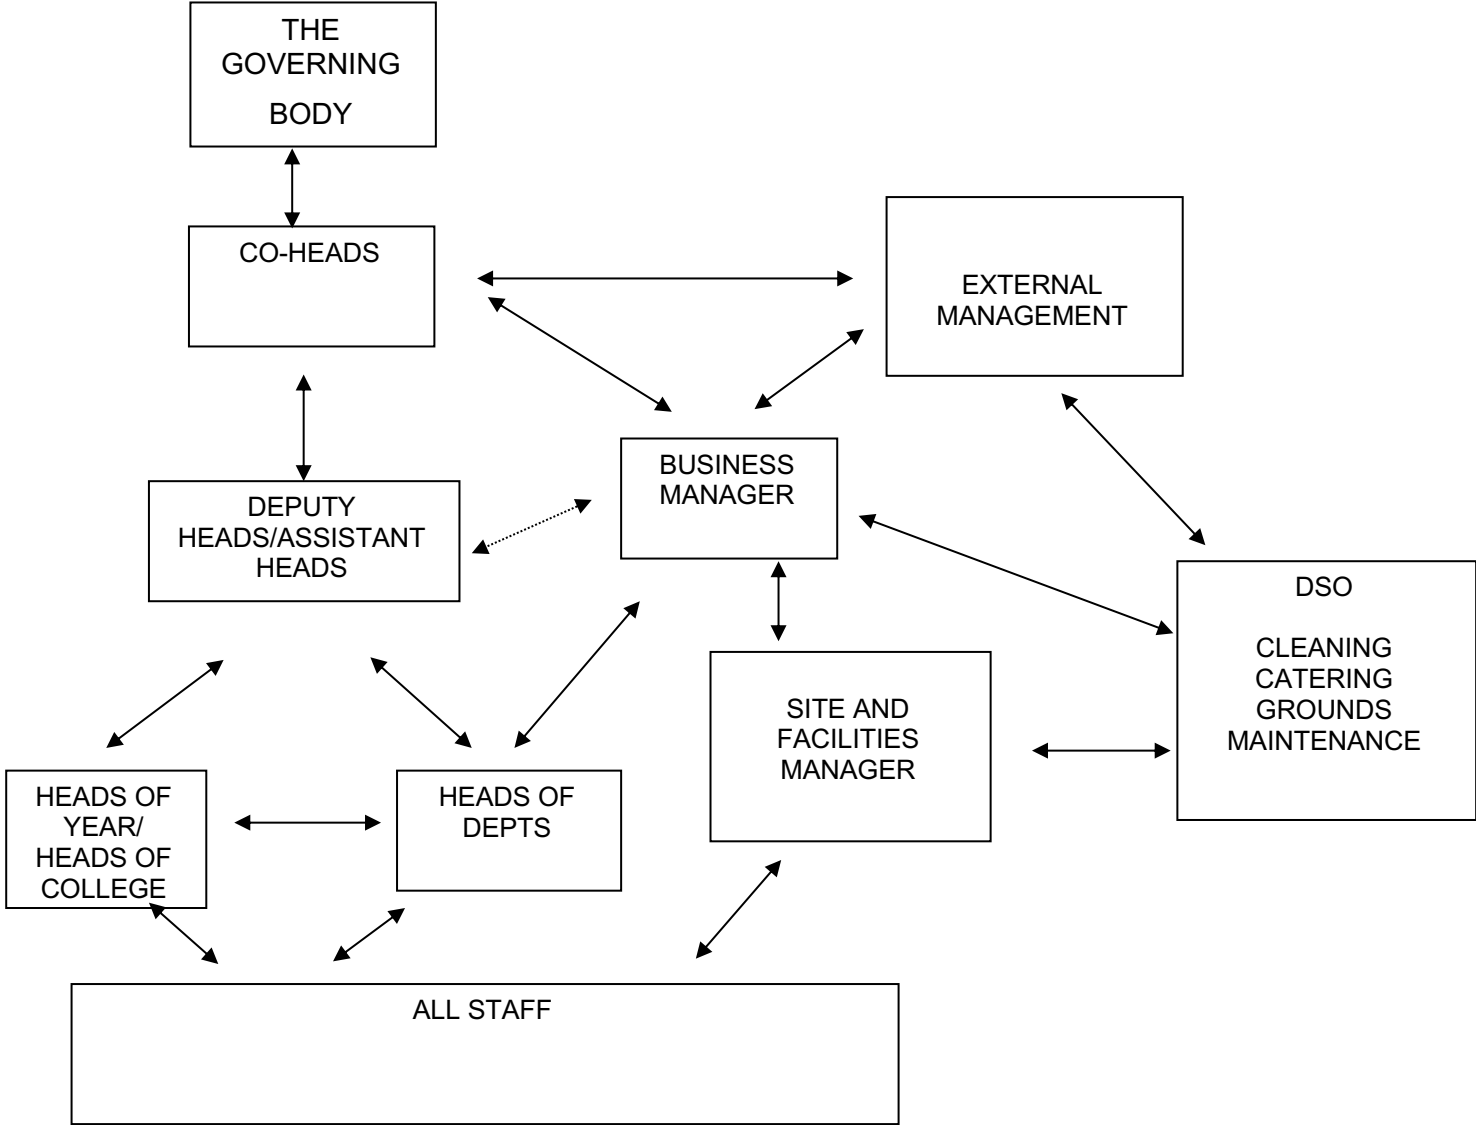 THE
GOVERNING
BODY
CO-HEADS
EXTERNAL
MANAGEMENT
BUSINESS
MANAGER
DEPUTY
HEADS/ASSISTANT
HEADS
DSO
CLEANING
CATERING
GROUNDS
MAINTENANCE
SITE AND
FACILITIES
MANAGER
HEADS OF
YEAR/
HEADS OF
COLLEGE
HEADS OF
DEPTS
ALL STAFF